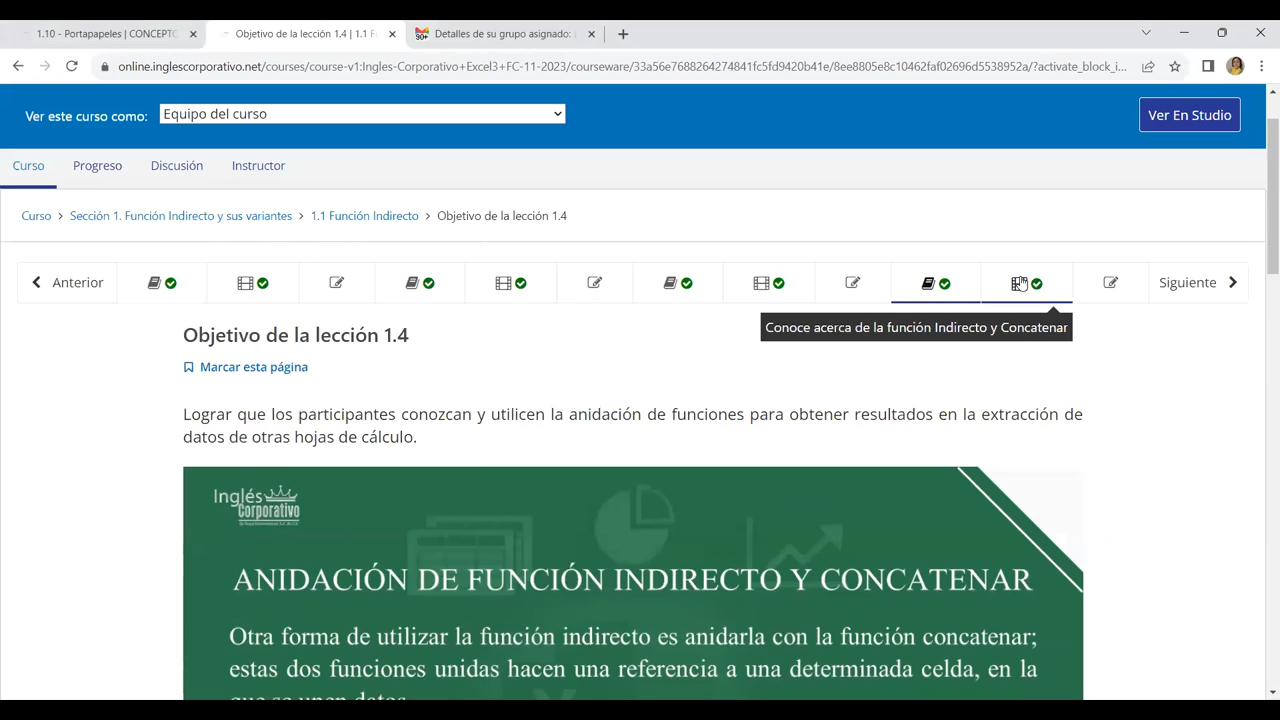 1.10 - Portapapeles | CONCEPTO
Objetivo de la lección 1.4 | 1.1 F
90+
Detalles de su grupo asignado:
online.inglescorporativo.net/courses/course-v1:Ingles-Corporativo+Excel3+FC-11-2023/courseware/33a56e7688264274841fc5fd9420b41e/8ee8805e8c10462faf02696d5538952a/?activate_block_i...
Ver este curso como:
Equipo del curso
Ver En Studio
Curso
Progreso
Discusión
Instructor
Curso > Sección 1. Función Indirecto y sus variantes > 1.1 Función Indirecto > Objetivo de la lección 1.4
Anterior
Siguiente
Conoce acerca de la función Indirecto y Concatenar
Objetivo de la lección 1.4
Marcar esta página
Lograr que los participantes conozcan y utilicen la anidación de funciones para obtener resultados en la extracción de
datos de otras hojas de cálculo.
Inglés
Corporativo
ANIDACIÓN DE FUNCIÓN INDIRECTO Y CONCATENAR
Otra forma de utilizar la función indirecto es anidarla con la función concatenar;
estas dos funciones unidas hacen una referencia a una determinada celda, en la
que se unen datos.